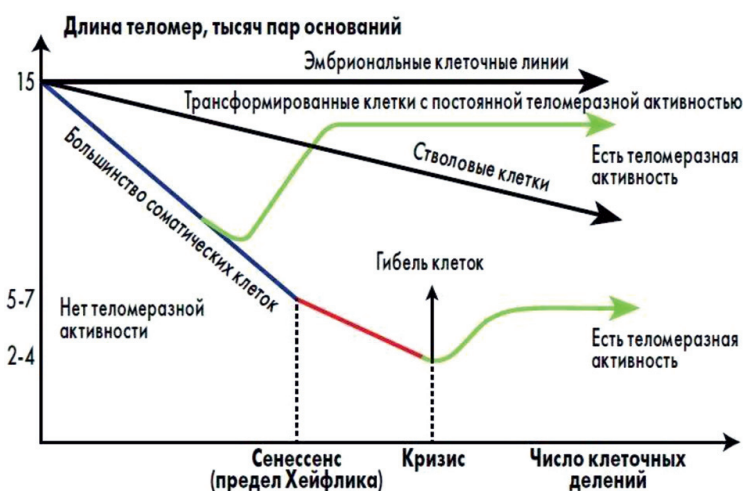 Длина теломер, тысяч пар оснований
Эмбриональные клеточные линии
15
Трансформированные клетки с постоянной теломеразной активностью
Большинство соматических клеток
Стволовые клетки
Есть теломеразная
активность
Гибель клеток
5-7
Нет теломеразной
активности
2-4
Есть теломеразная
активность
Сенессенс
(предел Хейфлика)
Кризис
Число клеточных
делений